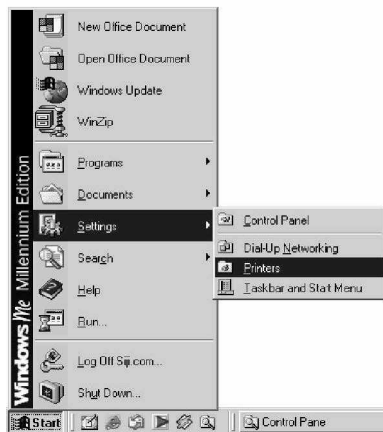 New Office Document
Open Office Document
Windows Update
WinZip
Programs
Documents
Settings
Search
Help
Run...
Log Off Siji.com...
Shut Down...
Windows Me Millennium Edition
Control Panel
Dial-Up Networking
Printers
Taskbar and Start Menu
Start
Control Pane